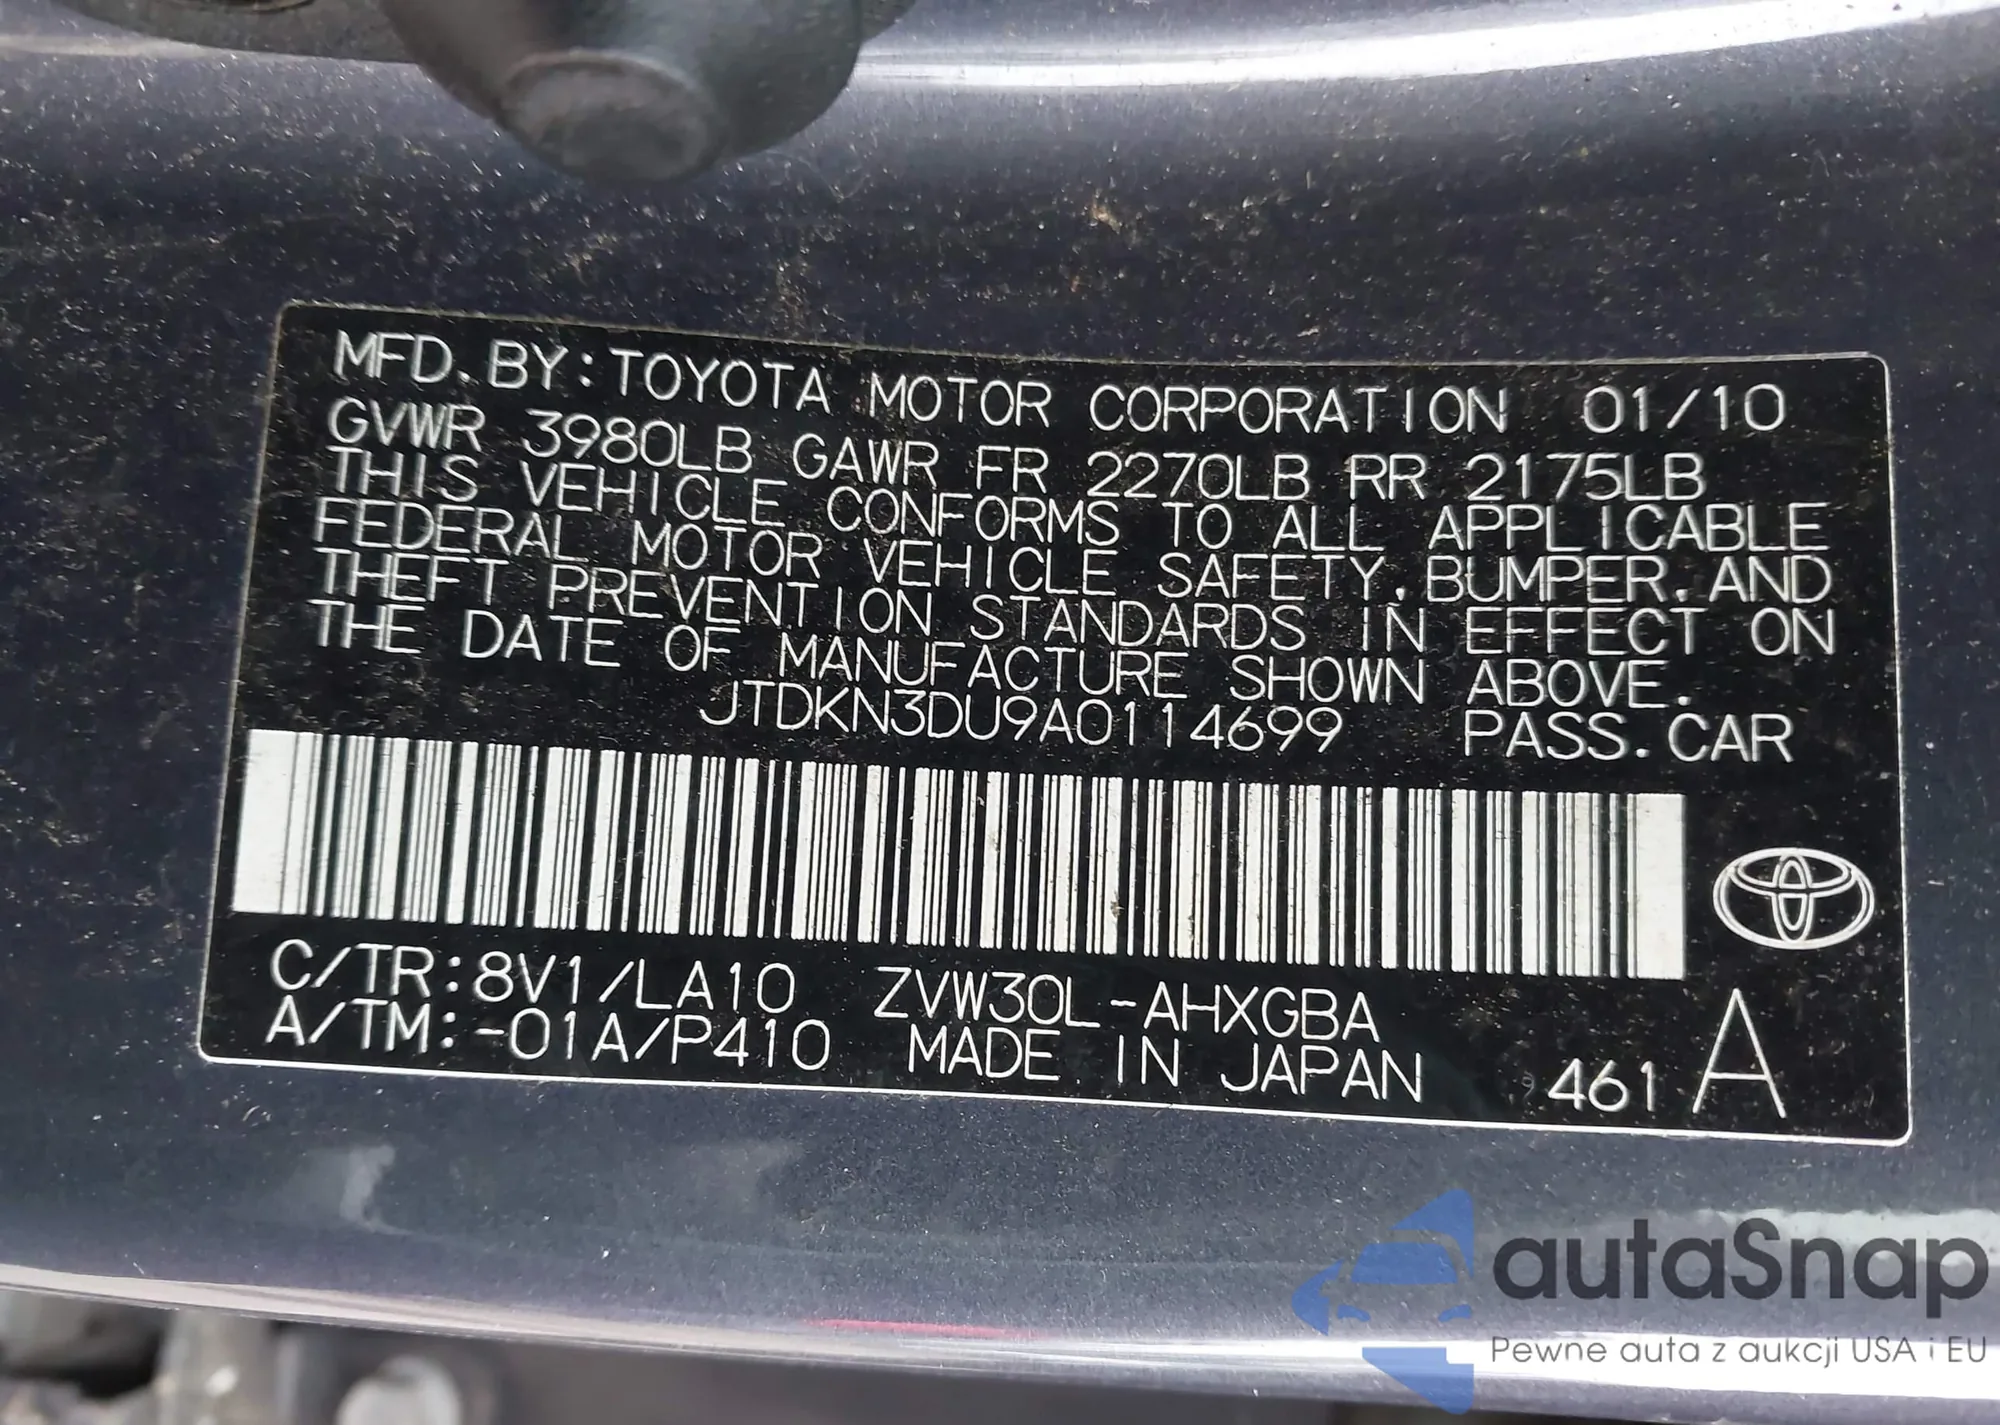 MFD. BY: TOYOTA MOTOR CORPORATION 01/10
GVWR 3980LB GAWR FR 2270LB RR 2175LB
THIS VEHICLE CONFORMS TO ALL APPLICABLE
FEDERAL MOTOR VEHICLE SAFETY, BUMPER, AND
THEFT PREVENTION STANDARDS IN EFFECT ON
THE DATE OF MANUFACTURE SHOWN ABOVE.
JTDKN3DU9A0114699 PASS. CAR
C/TR: 8V1/LA10 ZVW30L-AHXGBA
A/TM: -01A/P410 MADE IN JAPAN 461 A
autaSnap
Pewne auta z aukcji USA i EU